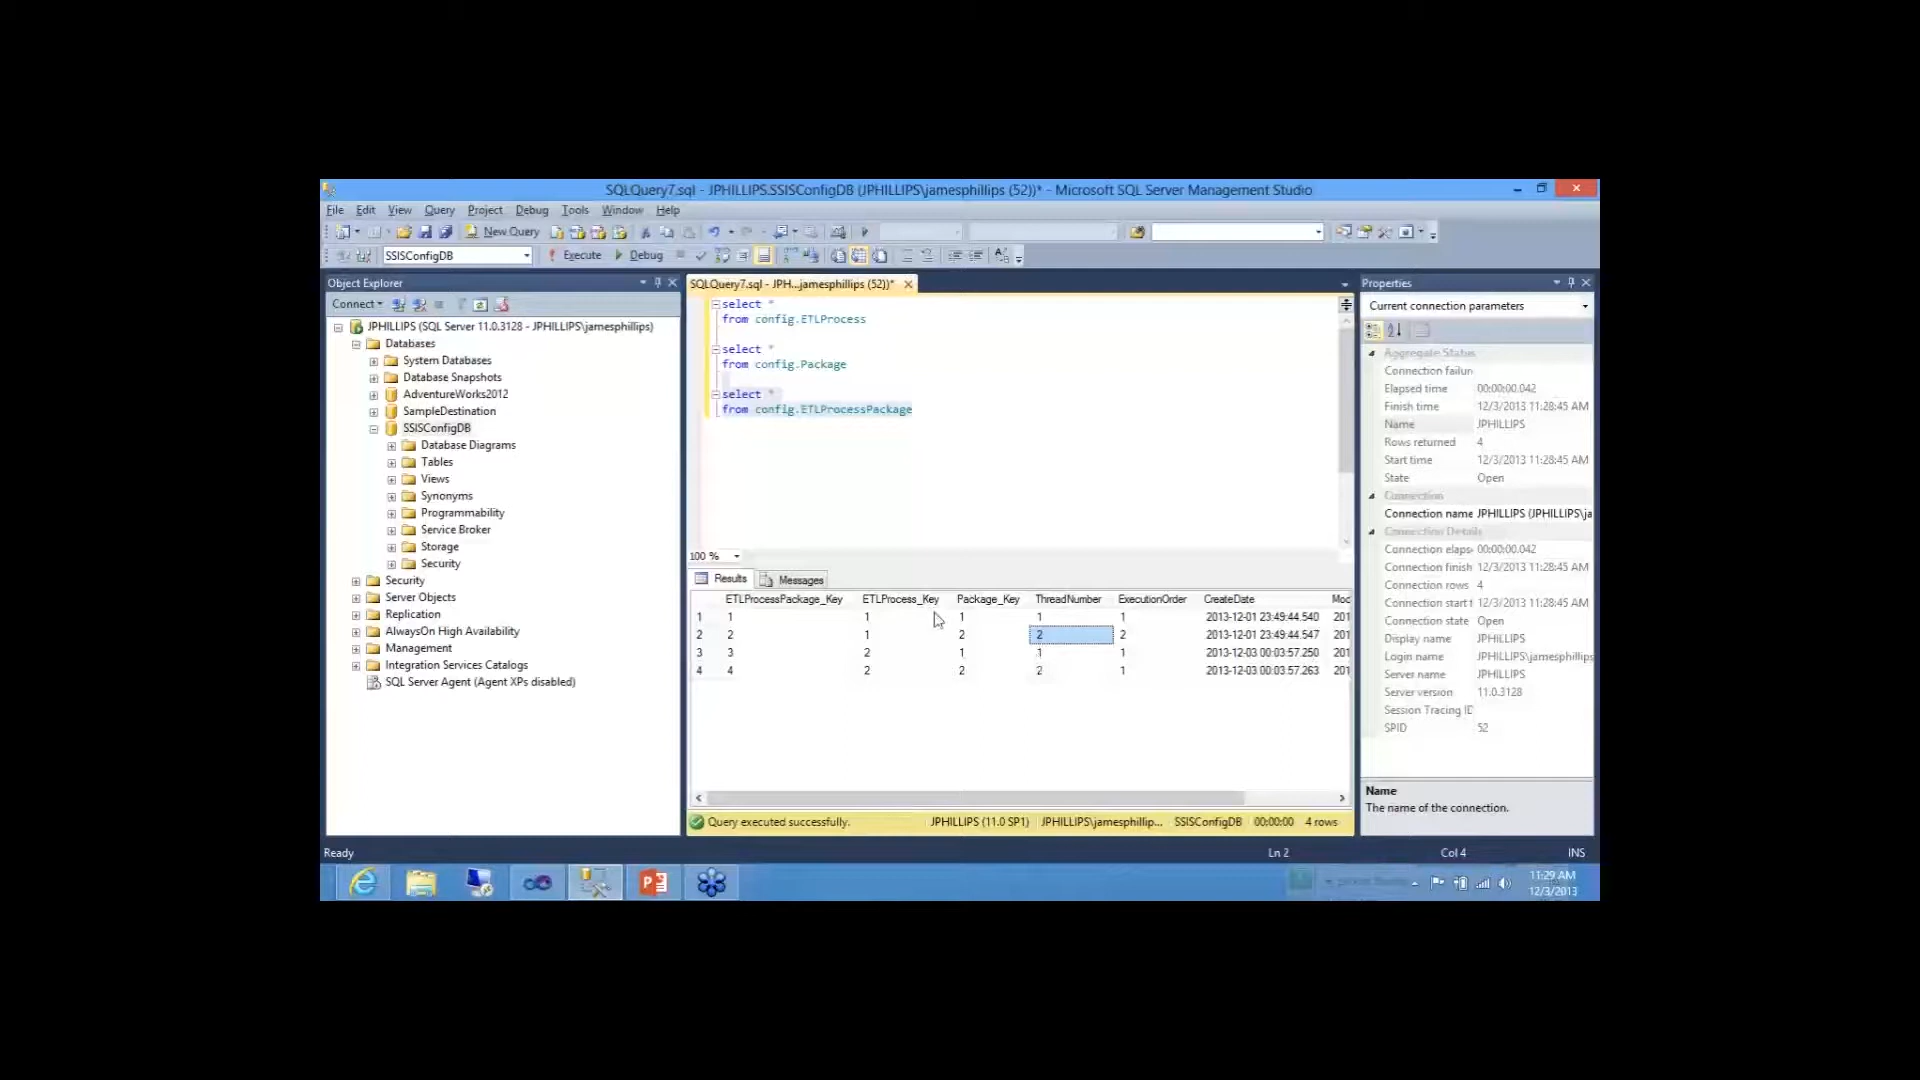 SQLQuery7.sql - JPHILLIPS.SSISConfigDB (JPHILLIPS\jamesphillips (52))* - Microsoft SQL Server Management Studio
File Edit View Query Project Debug Tools Window Help
New Query
SSISConfigDB Execute Debug
Object Explorer
Connect
JPHILLIPS (SQL Server 11.0.3128 - JPHILLIPS\jamesphillips)
Databases
System Databases
Database Snapshots
AdventureWorks2012
SampleDestination
SSISConfigDB
Database Diagrams
Tables
Views
Synonyms
Programmability
Service Broker
Storage
Security
Security
Server Objects
Replication
AlwaysOn High Availability
Management
Integration Services Catalogs
SQL Server Agent (Agent XPs disabled)
SQLQuery7.sql - JPH...jamesphillips (52))*
select *
from config.ETLProcess
select *
from config.Package
select *
from config.ETLProcessPackage
100 %
Results Messages
ETLProcessPackage_Key ETLProcess_Key Package_Key ThreadNumber ExecutionOrder CreateDate Moc
1 1 1 1 1 1 2013-12-01 23:49:44.540 201
2 2 1 2 2 2 2013-12-01 23:49:44.547 201
3 3 2 1 1 1 2013-12-03 00:03:57.250 201
4 4 2 2 2 1 2013-12-03 00:03:57.263 201
Query executed successfully. JPHILLIPS (11.0 SP1) JPHILLIPS\jamesphillip... SSISConfigDB 00:00:00 4 rows
Properties
Current connection parameters
Aggregate Status
Connection failun
Elapsed time 00:00:00.042
Finish time 12/3/2013 11:28:45 AM
Name JPHILLIPS
Rows returned 4
Start time 12/3/2013 11:28:45 AM
State Open
Connection
Connection name JPHILLIPS (JPHILLIPS\ja
Connection Details
Connection elaps 00:00:00.042
Connection finish 12/3/2013 11:28:45 AM
Connection rows 4
Connection start t 12/3/2013 11:28:45 AM
Connection state Open
Display name JPHILLIPS
Login name JPHILLIPS\jamesphillips
Server name JPHILLIPS
Server version 11.0.3128
Session Tracing ID
SPID 52
Name
The name of the connection.
Ready Ln 2 Col 4 INS
11:29 AM
12/3/2013